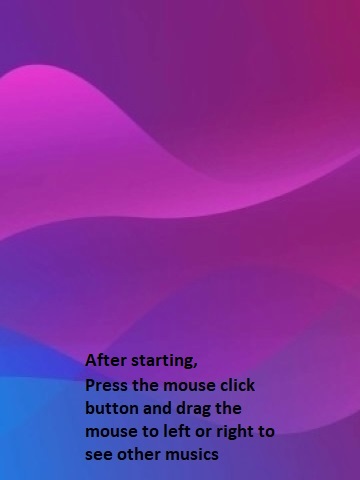 After starting,
Press the mouse click
button and drag the
mouse to left or right to
see other musics